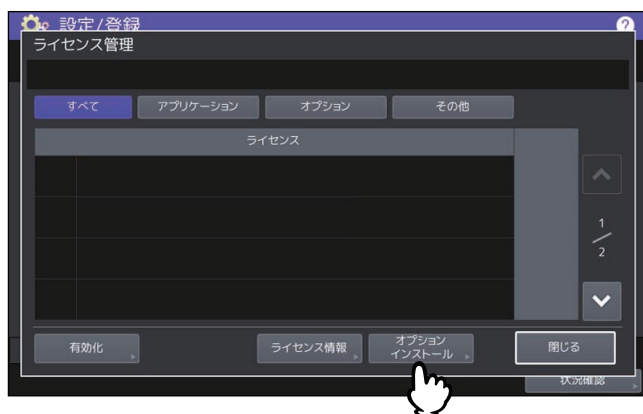 設定/登録
?
ライセンス管理
すべて
アプリケーション
オプション
その他
ライセンス
1
2
有効化
ライセンス情報
オプション
インストール
閉じる
状況確認